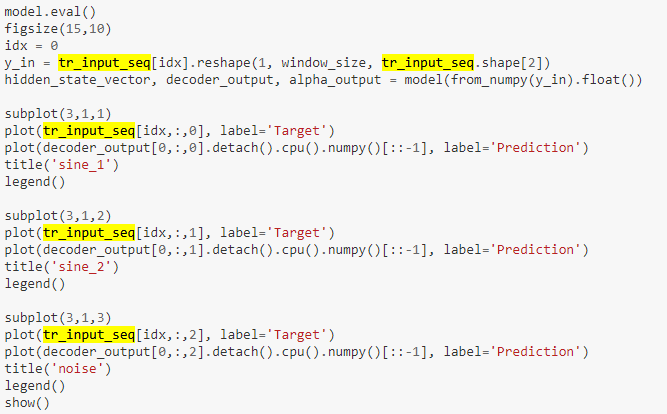 model.eval()
figsize(15,10)
idx = 0
y_in = tr_input_seq[idx].reshape(1, window_size, tr_input_seq.shape[2])
hidden_state_vector, decoder_output, alpha_output = model(from_numpy(y_in).float())

subplot(3,1,1)
plot(tr_input_seq[idx,:,0], label='Target')
plot(decoder_output[0,:,0].detach().cpu().numpy()[::-1], label='Prediction')
title('sine_1')
legend()

subplot(3,1,2)
plot(tr_input_seq[idx,:,1], label='Target')
plot(decoder_output[0,:,1].detach().cpu().numpy()[::-1], label='Prediction')
title('sine_2')
legend()

subplot(3,1,3)
plot(tr_input_seq[idx,:,2], label='Target')
plot(decoder_output[0,:,2].detach().cpu().numpy()[::-1], label='Prediction')
title('noise')
legend()
show()